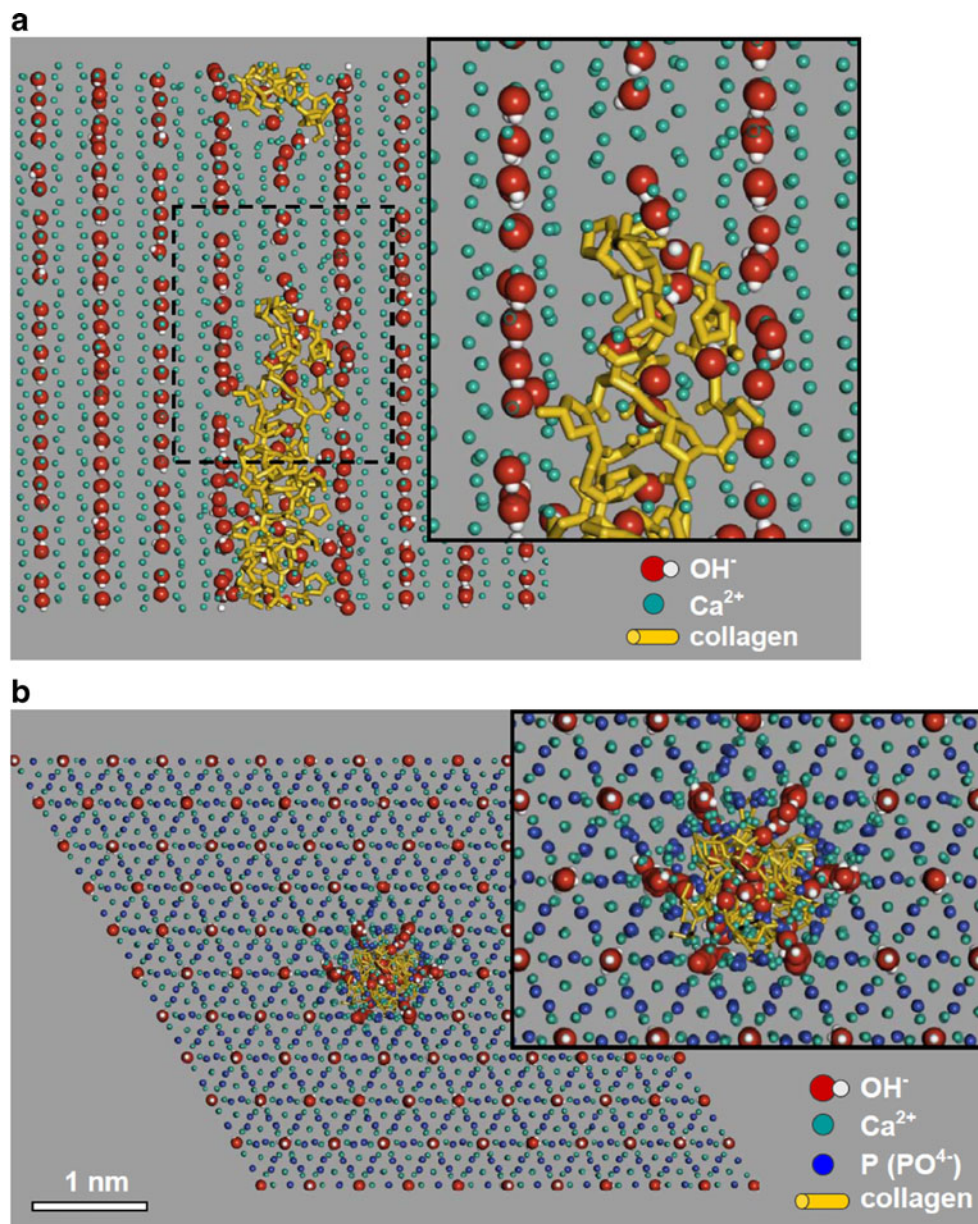 a
OH⁻
Ca²⁺
collagen
b
OH⁻
Ca²⁺
P (PO⁴⁻)
collagen
1 nm